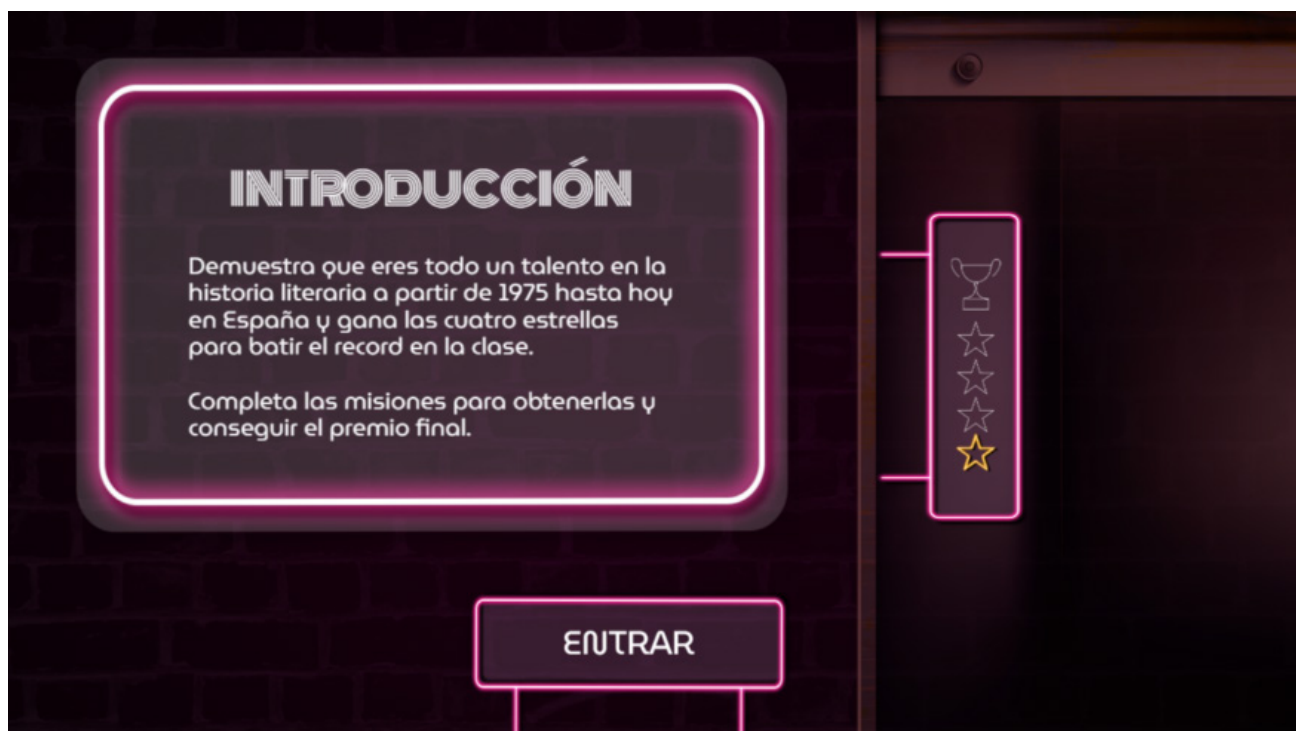 INTRODUCCIÓN
Demuestra que eres todo un talento en la
historia literaria a partir de 1975 hasta hoy
en España y gana las cuatro estrellas
para batir el record en la clase.
Completa las misiones para obtenerlas y
conseguir el premio final.
ENTRAR